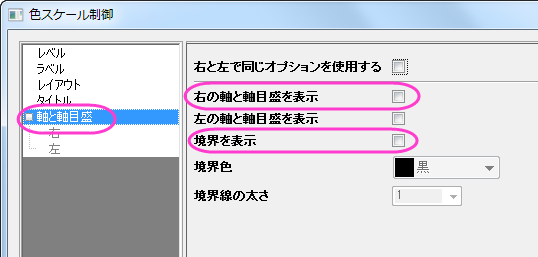 色スケール制御
レベル
ラベル
レイアウト
タイトル
軸と軸目盛
右
左
右と左で同じオプションを使用する
右の軸と軸目盛を表示
左の軸と軸目盛を表示
境界を表示
境界色 黒
境界線の太さ 1